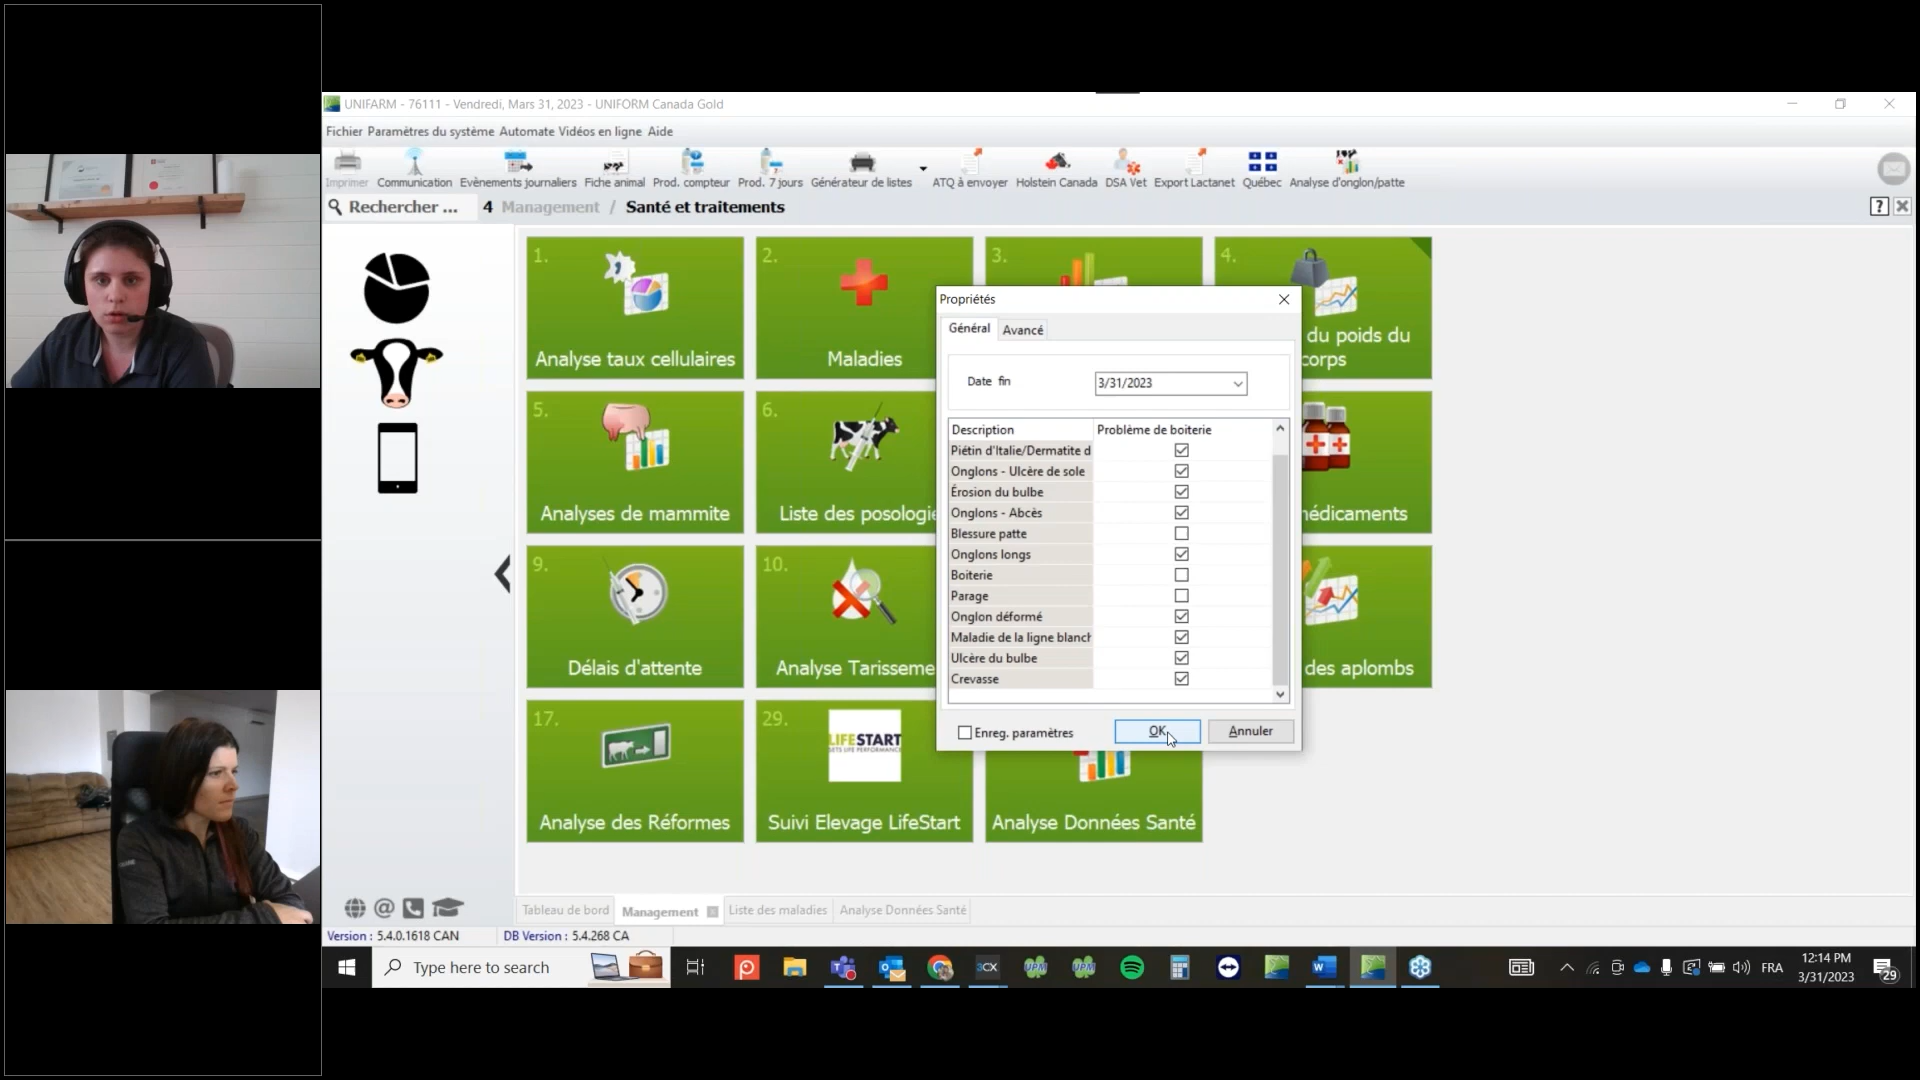 UNIFARM - 76111 - Vendredi, Mars 31, 2023 - UNIFORM Canada Gold
Fichier Paramètres du système Automate Vidéos en ligne Aide
Imprimer Communication Evènements journaliers Fiche animal Prod. compteur Prod. 7 jours Générateur de listes ATQ à envoyer Holstein Canada DSA Vet Export Lactanet Québec Analyse d'onglon/patte
Rechercher ... 4 Management / Santé et traitements
?
1.
Analyse taux cellulaires
2.
Maladies
3.
4.
du poids du
corps
5.
Analyses de mammite
6.
Liste des posologie
médicaments
9.
Délais d'attente
10.
Analyse Tarisseme
des aplombs
17.
Analyse des Réformes
29.
LIFESTART
SETS LIFE PERFORMANCE
Suivi Elevage LifeStart
Analyse Données Santé
Propriétés
Général Avancé
Date fin 3/31/2023
Description Problème de boiterie
Piétin d'Italie/Dermatite d
Onglons - Ulcère de sole
Érosion du bulbe
Onglons - Abcès
Blessure patte
Onglons longs
Boiterie
Parage
Onglon déformé
Maladie de la ligne blanch
Ulcère du bulbe
Crevasse
Enreg. paramètres OK Annuler
Tableau de bord Management Liste des maladies Analyse Données Santé
Version : 5.4.0.1618 CAN DB Version : 5.4.268 CA
Type here to search
3CX
UPM
UPM
FRA
12:14 PM
3/31/2023
29